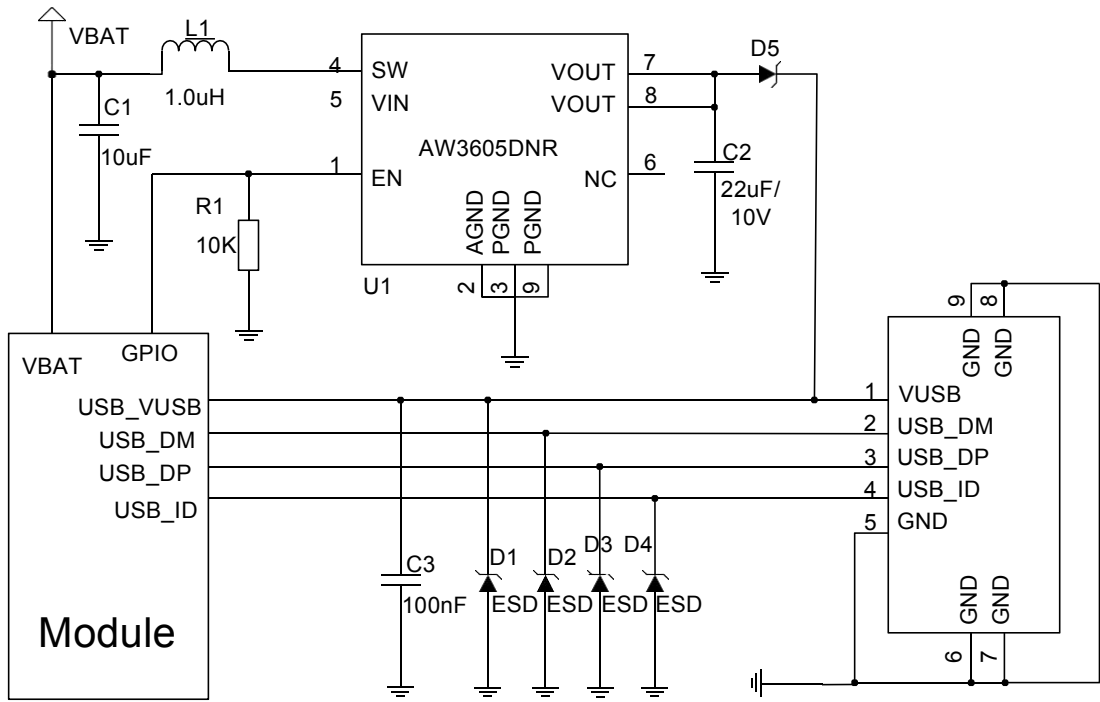 VBAT
L1
1.0uH
C1
10uF
R1
10K
4
5
1
SW
VIN
EN
AW3605DNR
VOUT
VOUT
NC
7
8
6
AGND
PGND
PGND
2
3
9
U1
D5
C2
22uF/
10V
VBAT
GPIO
USB_VUSB
USB_DM
USB_DP
USB_ID
Module
C3
100nF
D1
ESD
D2
ESD
D3
ESD
D4
ESD
9
8
GND
GND
1
VUSB
2
USB_DM
3
USB_DP
4
USB_ID
5
GND
GND
GND
6
7